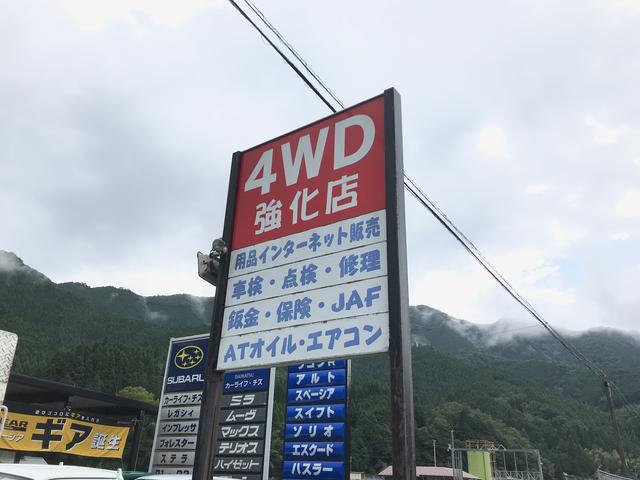 4WD
強化店
用品インターネット販売
車検・点検・修理
鈑金・保険・JAF
ATオイル・エアコン
SUBARU
カーライフ・チズ
レガシィ
インプレッサ
フォレスター
ステラ
カーライフ・チズ
ミラ
ムーヴ
マックス
テリオス
ハイゼット
アルト
スペーシア
スイフト
ソリオ
エスクード
ハスラー
ギア
誕生